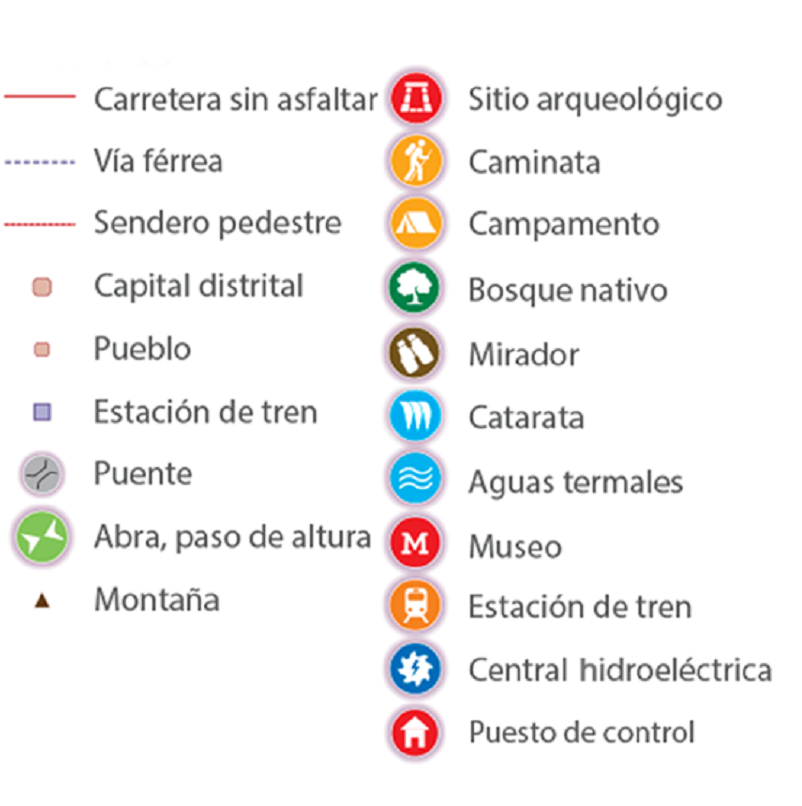 Carretera sin asfaltar
Vía férrea
Sendero pedestre
Capital distrital
Pueblo
Estación de tren
Puente
Abra, paso de altura
Montaña
Sitio arqueológico
Caminata
Campamento
Bosque nativo
Mirador
Catarata
Aguas termales
M Museo
Estación de tren
Central hidroeléctrica
Puesto de control